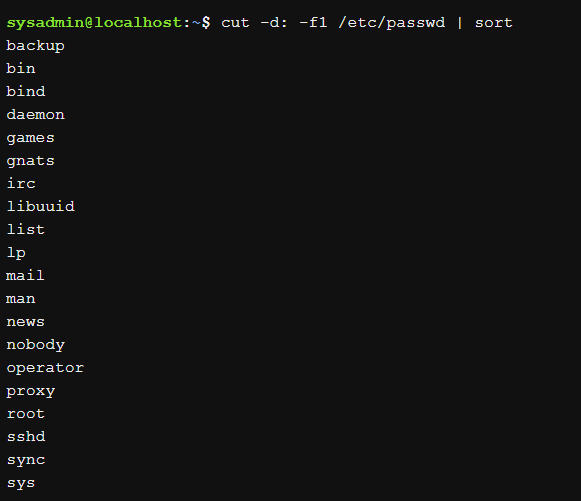 sysadmin@localhost:~$ cut -d: -f1 /etc/passwd | sort
backup
bin
bind
daemon
games
gnats
irc
libuuid
list
lp
mail
man
news
nobody
operator
proxy
root
sshd
sync
sys